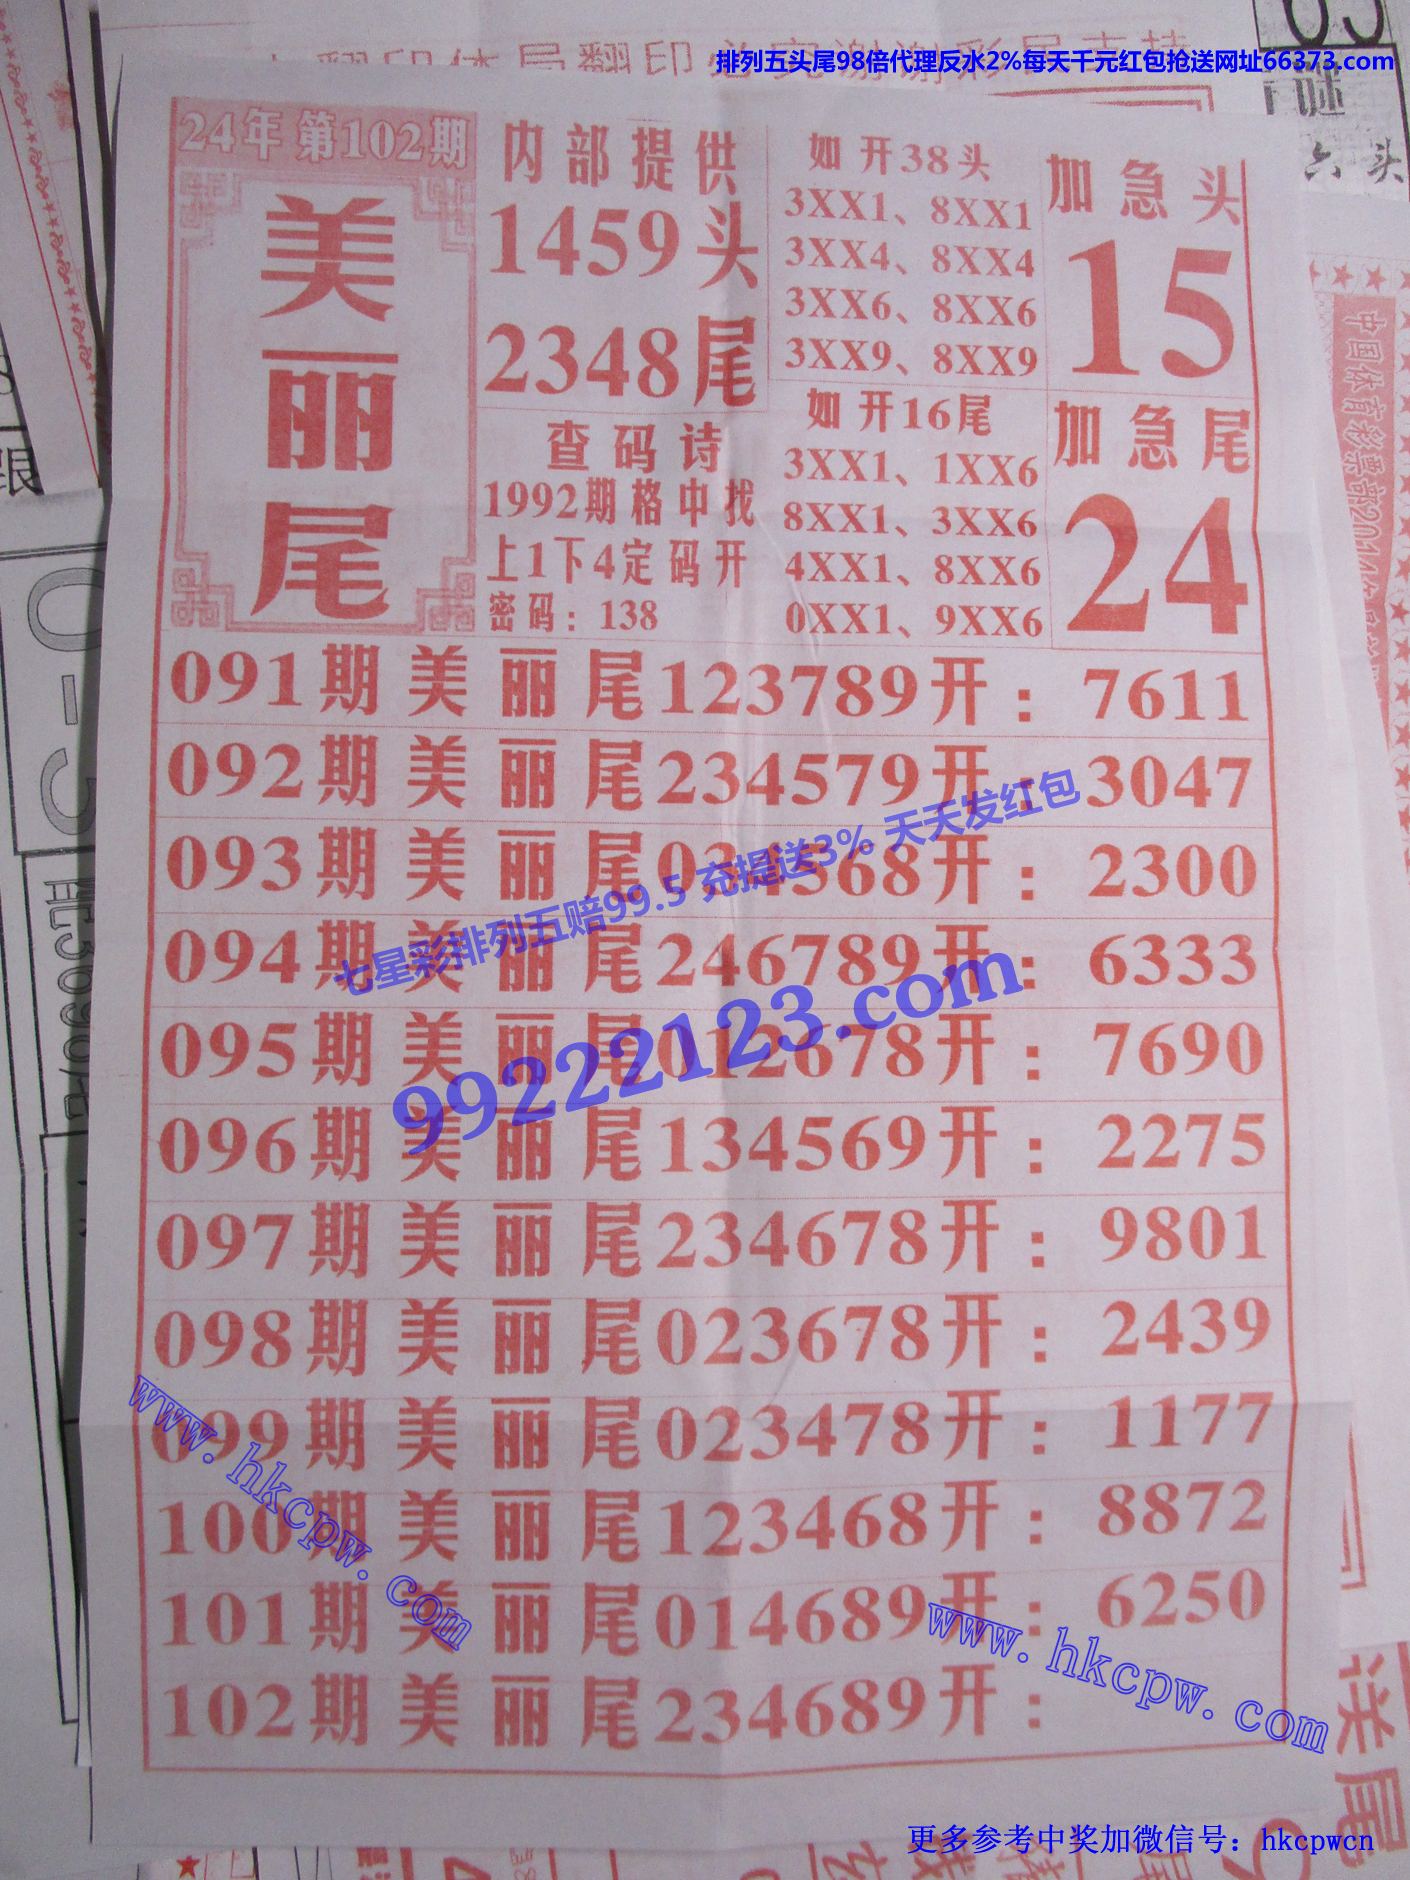 排列五头尾98倍代理反水2%每天千元红包抢送网址66373.com
24年 第102期
美丽尾
内部提供
1459头
2348尾
查码诗
1992期格中找
上1下4定码开
密码：138
如开38头
3XX1、8XX1
3XX4、8XX4
3XX6、8XX6
3XX9、8XX9
如开16尾
3XX1、1XX6
8XX1、3XX6
4XX1、8XX6
0XX1、9XX6
加急头
15
加急尾
24
091期美丽尾123789开：7611
092期美丽尾234579开：3047
093期美丽尾034568开：2300
094期美丽尾246789开：6333
095期美丽尾012678开：7690
096期美丽尾134569开：2275
097期美丽尾234678开：9801
098期美丽尾023678开：2439
099期美丽尾023478开：1177
100期美丽尾123468开：8872
101期美丽尾014689开：6250
102期美丽尾234689开：
七星彩排列五赔99.5 充提送3% 天天发红包
99222123.com
www.hkcpw.com
www.hkcpw.com
六头
送尾
更多参考中奖加微信号：hkcpwcn